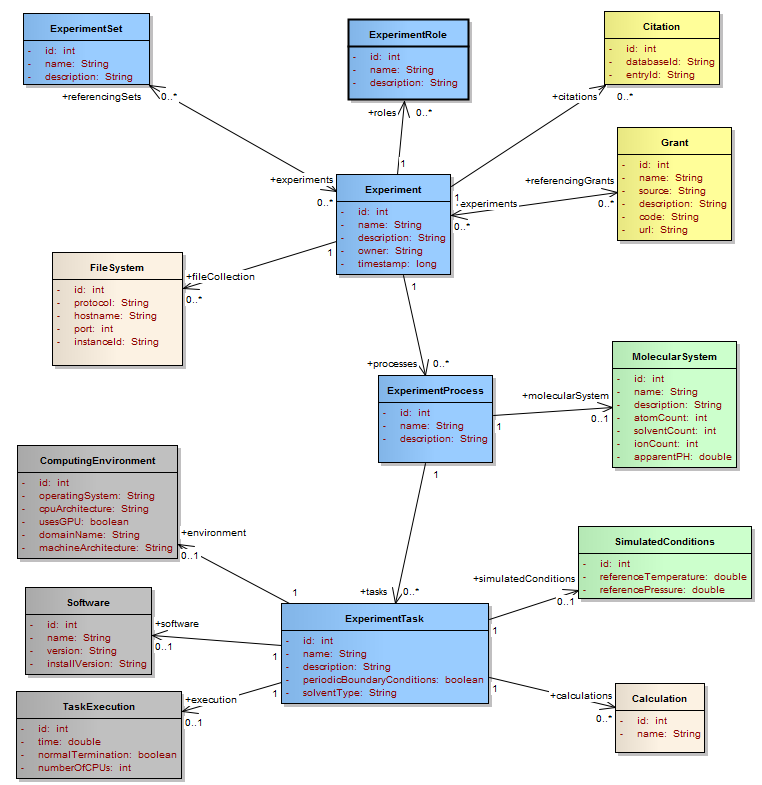 ExperimentSet
- id: int
- name: String
- description: String
+referencingSets
0..*
ExperimentRole
- id: int
- name: String
- description: String
+roles
0..*
1
Citation
- id: int
- databaseId: String
- entryId: String
+citations
0..*
1
Grant
- id: int
- name: String
- source: String
- description: String
- code: String
- url: String
+referencingGrants
0..*
experiments
0..*
+experiments
0..*
Experiment
- id: int
- name: String
- description: String
- owner: String
- timestamp: long
1
1
FileSystem
- id: int
- protocol: String
- hostname: String
- port: int
- instanceId: String
+fileCollection
0..*
+processes
0..*
ExperimentProcess
- id: int
- name: String
- description: String
1
1
+molecularSystem
0..1
MolecularSystem
- id: int
- name: String
- description: String
- atomCount: int
- solventCount: int
- ionCount: int
- apparentPH: double
ComputingEnvironment
- id: int
- operatingSystem: String
- cpuArchitecture: String
- usesGPU: boolean
- domainName: String
- machineArchitecture: String
+environment
0..1
1
+tasks
0..*
SimulatedConditions
- id: int
- referenceTemperature: double
- referencePressure: double
+simulatedConditions
0..1
1
Software
- id: int
- name: String
- version: String
- installVersion: String
+software
0..1
1
ExperimentTask
- id: int
- name: String
- description: String
- periodicBoundaryConditions: boolean
- solventType: String
TaskExecution
- id: int
- time: double
- normalTermination: boolean
- numberOfCPUs: int
+execution
0..1
1
1
+calculations
0..*
Calculation
- id: int
- name: String